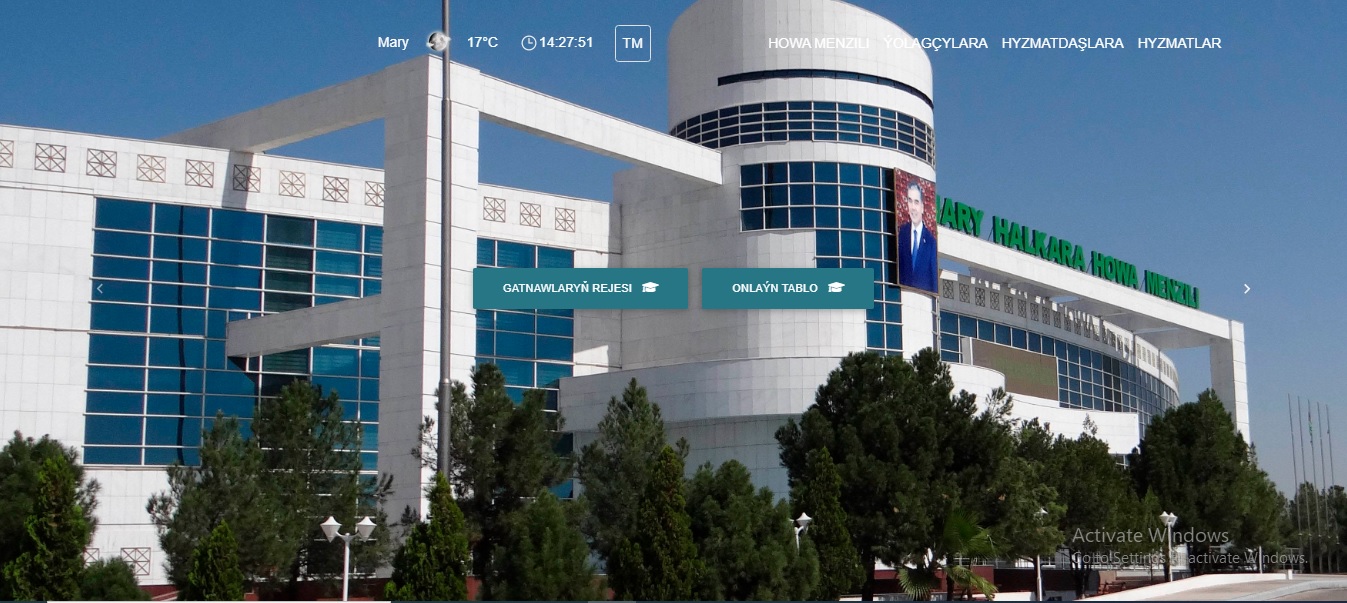 Mary 17°C 14:27:51 TM HOWA MENZILI ÝOLAGÇYLARA HYZMATDAŞLARA HYZMATLAR
MARY HALKARA HOWA MENZILI
GATNAWLARYŇ REJESI ONLAÝN TABLO
Activate Windows
Go to Settings to activate Windows.